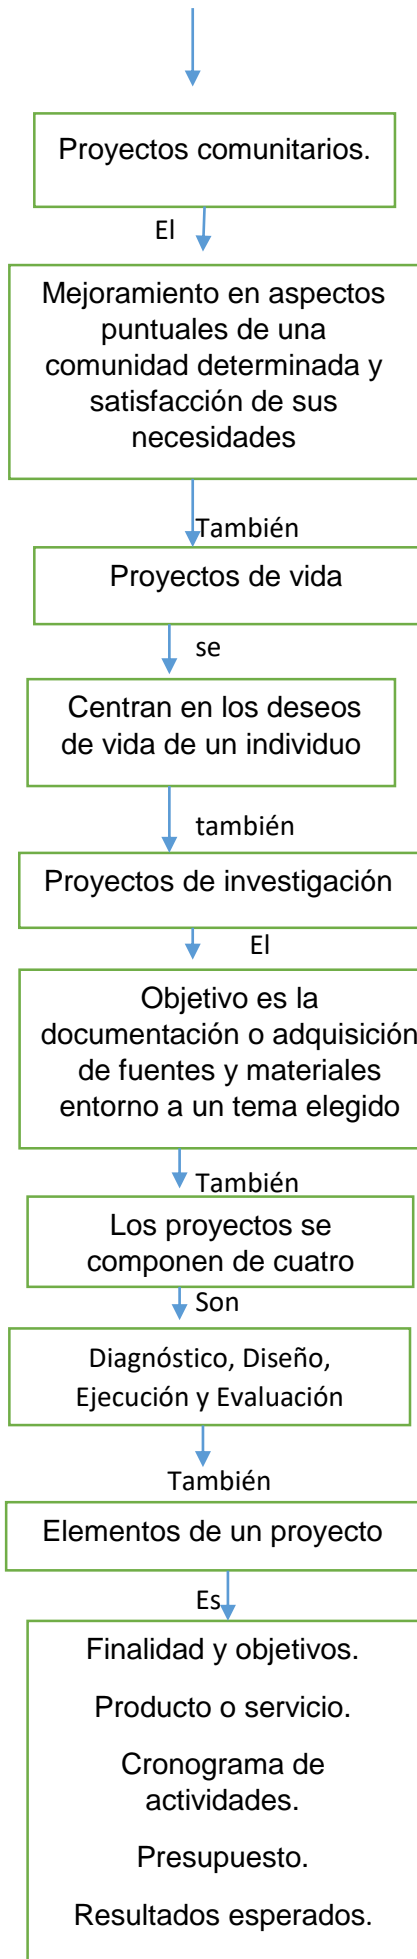 Proyectos comunitarios.
El
Mejoramiento en aspectos
puntuales de una
comunidad determinada y
satisfacción de sus
necesidades
También
Proyectos de vida
se
Centran en los deseos
de vida de un individuo
también
Proyectos de investigación
El
Objetivo es la
documentación o adquisición
de fuentes y materiales
entorno a un tema elegido
También
Los proyectos se
componen de cuatro
Son
Diagnóstico, Diseño,
Ejecución y Evaluación
También
Elementos de un proyecto
Es
Finalidad y objetivos.
Producto o servicio.
Cronograma de
actividades.
Presupuesto.
Resultados esperados.